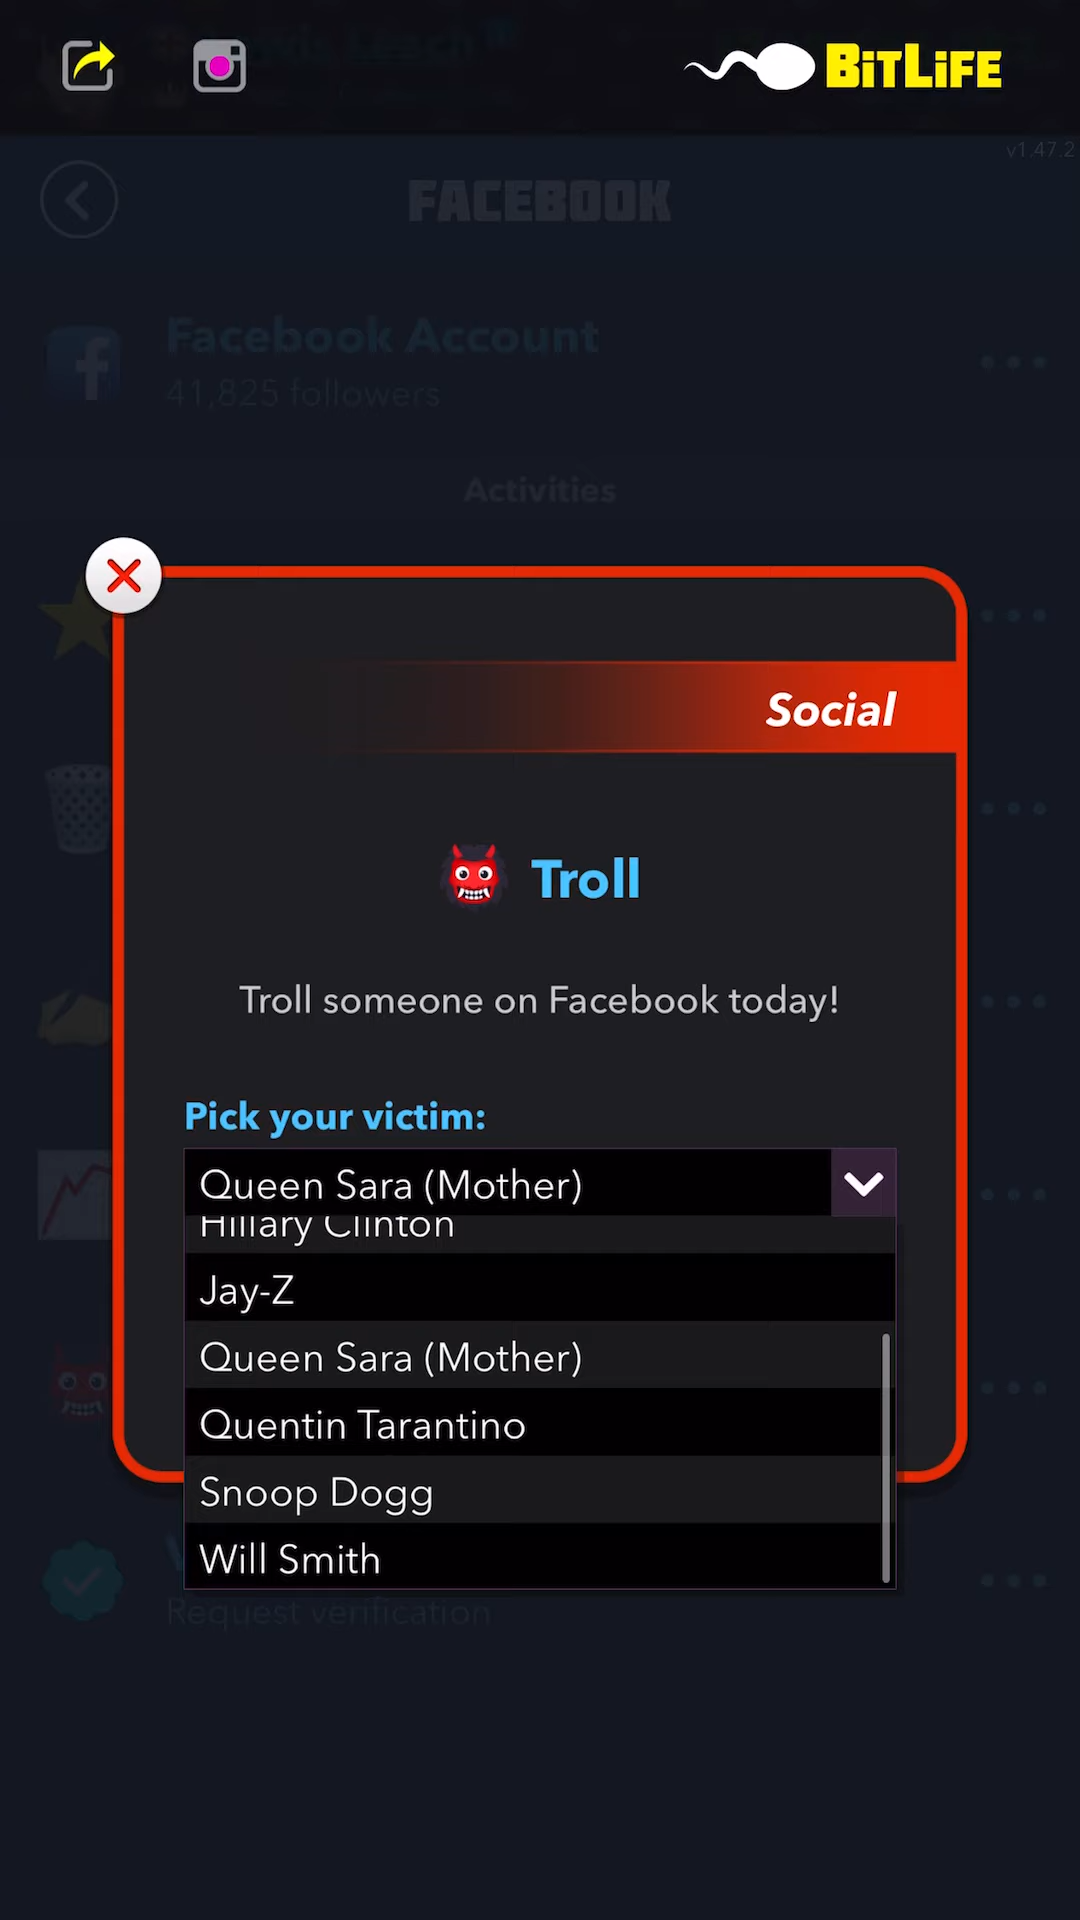 BITLIFE
v1.47.2
FACEBOOK
Facebook Account
41,825 followers
Activities
Social
Troll
Troll someone on Facebook today!
Pick your victim:
Queen Sara (Mother)
Hillary Clinton
Jay-Z
Queen Sara (Mother)
Quentin Tarantino
Snoop Dogg
Will Smith
Request verification